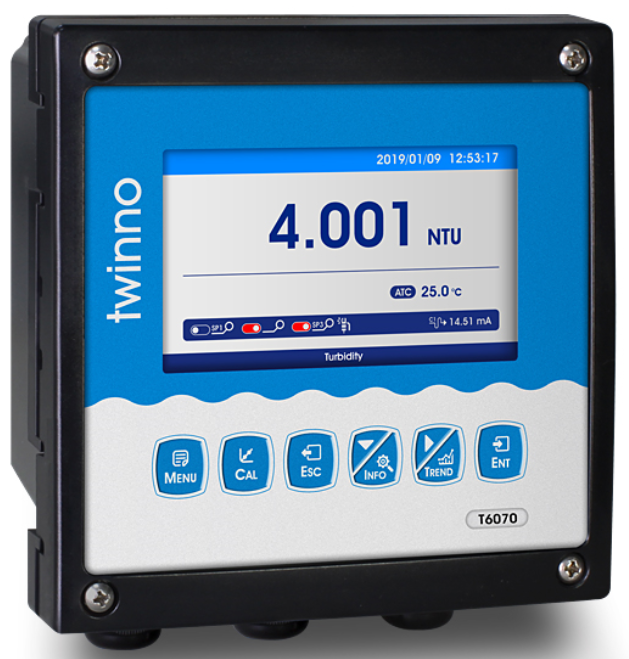 twinno
2019/01/09 12:53:17
4.001 NTU
ATC 25.0 °C
SP1 SP3 14.51 mA
Turbidity
MENU CAL ESC INFO TREND ENT
T6070